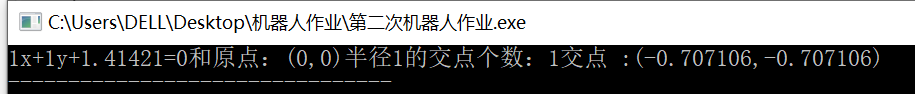 C:\Users\DELL\Desktop\机器人作业\第二次机器人作业.exe
1x+1y+1.41421=0和原点：(0,0)半径1的交点个数：1交点 :(-0.707106,-0.707106)
--------------------------------